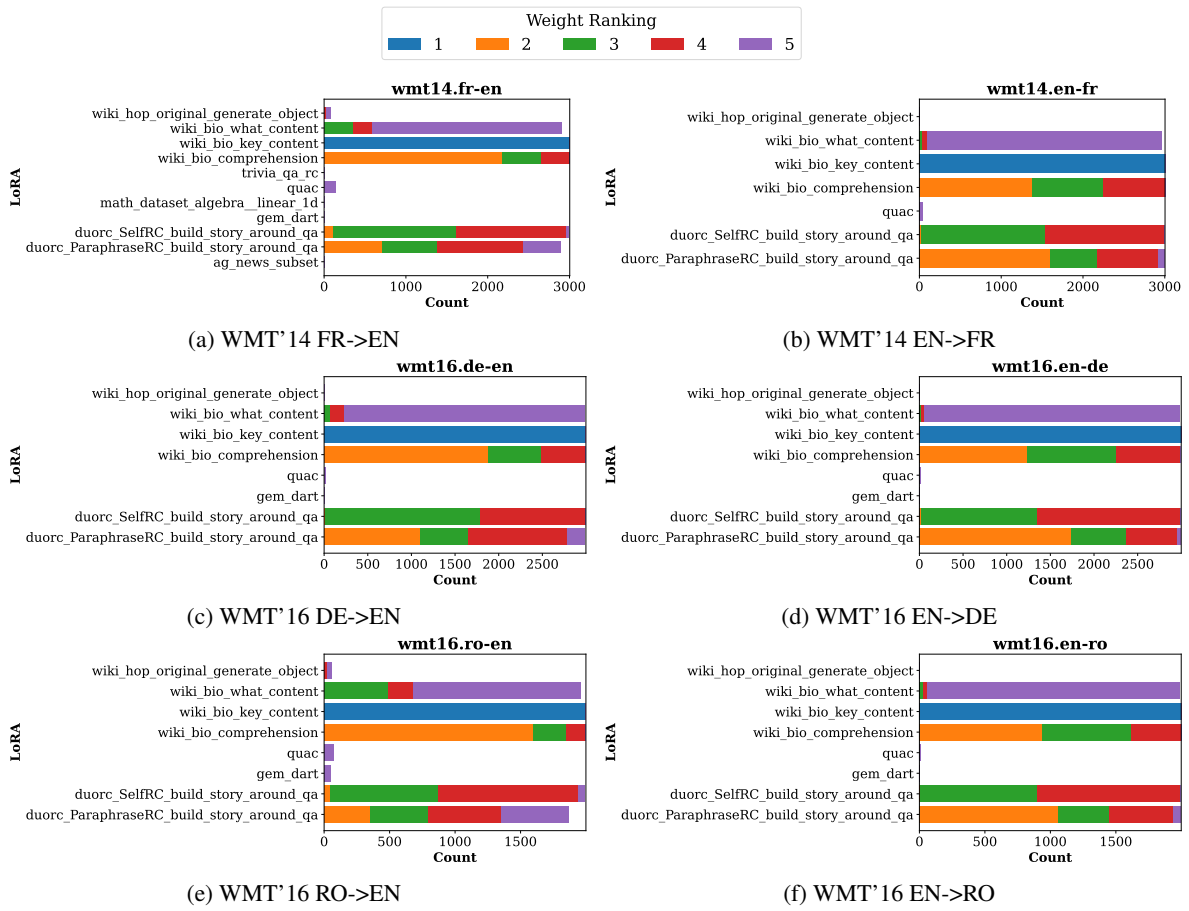 Weight Ranking
1 2 3 4 5
wmt14.fr-en
LoRA
wiki_hop_original_generate_object
wiki_bio_what_content
wiki_bio_key_content
wiki_bio_comprehension
trivia_qa_rc
quac
math_dataset_algebra__linear_1d
gem_dart
duorc_SelfRC_build_story_around_qa
duorc_ParaphraseRC_build_story_around_qa
ag_news_subset
0 1000 2000 3000
Count
(a) WMT'14 FR->EN
wmt14.en-fr
LoRA
wiki_hop_original_generate_object
wiki_bio_what_content
wiki_bio_key_content
wiki_bio_comprehension
quac
duorc_SelfRC_build_story_around_qa
duorc_ParaphraseRC_build_story_around_qa
0 1000 2000 3000
Count
(b) WMT'14 EN->FR
wmt16.de-en
LoRA
wiki_hop_original_generate_object
wiki_bio_what_content
wiki_bio_key_content
wiki_bio_comprehension
quac
gem_dart
duorc_SelfRC_build_story_around_qa
duorc_ParaphraseRC_build_story_around_qa
0 500 1000 1500 2000 2500
Count
(c) WMT'16 DE->EN
wmt16.en-de
LoRA
wiki_hop_original_generate_object
wiki_bio_what_content
wiki_bio_key_content
wiki_bio_comprehension
quac
gem_dart
duorc_SelfRC_build_story_around_qa
duorc_ParaphraseRC_build_story_around_qa
0 500 1000 1500 2000 2500
Count
(d) WMT'16 EN->DE
wmt16.ro-en
LoRA
wiki_hop_original_generate_object
wiki_bio_what_content
wiki_bio_key_content
wiki_bio_comprehension
quac
gem_dart
duorc_SelfRC_build_story_around_qa
duorc_ParaphraseRC_build_story_around_qa
0 500 1000 1500
Count
(e) WMT'16 RO->EN
wmt16.en-ro
LoRA
wiki_hop_original_generate_object
wiki_bio_what_content
wiki_bio_key_content
wiki_bio_comprehension
quac
gem_dart
duorc_SelfRC_build_story_around_qa
duorc_ParaphraseRC_build_story_around_qa
0 500 1000 1500
Count
(f) WMT'16 EN->RO